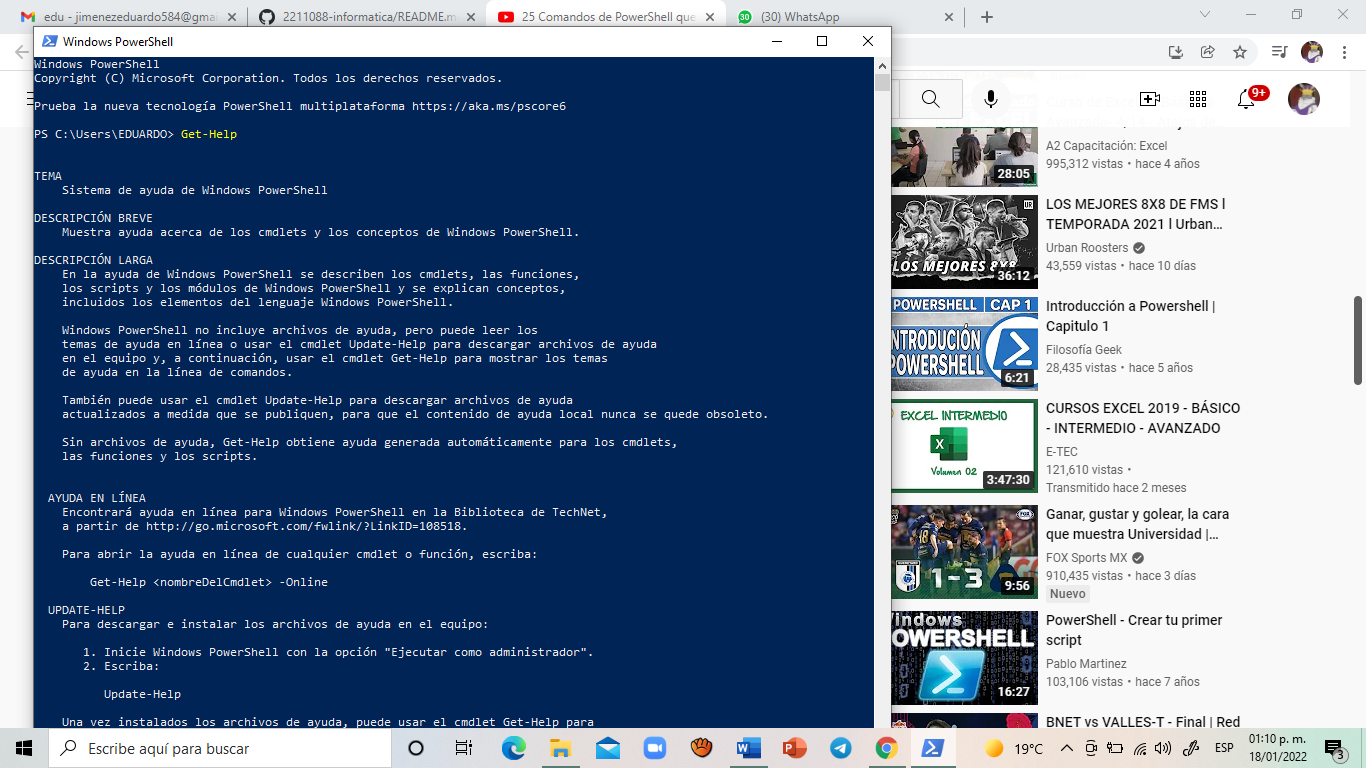 edu - jimenezeduardo584@gmai
2211088-informatica/README.m
25 Comandos de PowerShell que
(30) WhatsApp
Windows PowerShell
Windows PowerShell
Copyright (C) Microsoft Corporation. Todos los derechos reservados.
Prueba la nueva tecnología PowerShell multiplataforma https://aka.ms/pscore6
PS C:\Users\EDUARDO> Get-Help
TEMA
Sistema de ayuda de Windows PowerShell
DESCRIPCIÓN BREVE
Muestra ayuda acerca de los cmdlets y los conceptos de Windows PowerShell.
DESCRIPCIÓN LARGA
En la ayuda de Windows PowerShell se describen los cmdlets, las funciones,
los scripts y los módulos de Windows PowerShell y se explican conceptos,
incluidos los elementos del lenguaje Windows PowerShell.
Windows PowerShell no incluye archivos de ayuda, pero puede leer los
temas de ayuda en línea o usar el cmdlet Update-Help para descargar archivos de ayuda
en el equipo y, a continuación, usar el cmdlet Get-Help para mostrar los temas
de ayuda en la línea de comandos.
También puede usar el cmdlet Update-Help para descargar archivos de ayuda
actualizados a medida que se publiquen, para que el contenido de ayuda local nunca se quede obsoleto.
Sin archivos de ayuda, Get-Help obtiene ayuda generada automáticamente para los cmdlets,
las funciones y los scripts.
AYUDA EN LÍNEA
Encontrará ayuda en línea para Windows PowerShell en la Biblioteca de TechNet,
a partir de http://go.microsoft.com/fwlink/?LinkID=108518.
Para abrir la ayuda en línea de cualquier cmdlet o función, escriba:
Get-Help <nombreDelCmdlet> -Online
UPDATE-HELP
Para descargar e instalar los archivos de ayuda en el equipo:
1. Inicie Windows PowerShell con la opción "Ejecutar como administrador".
2. Escriba:
Update-Help
Una vez instalados los archivos de ayuda, puede usar el cmdlet Get-Help para
9+
28:05
A2 Capacitación: Excel
995,312 vistas • hace 4 años
UR
LOS MEJORES 8X8
36:12
LOS MEJORES 8X8 DE FMS l
TEMPORADA 2021 l Urban...
Urban Roosters
43,559 vistas • hace 10 días
POWERSHELL | CAP 1
INTRODUCIÓN
POWERSHELL
6:21
Introducción a Powershell |
Capitulo 1
Filosofía Geek
28,435 vistas • hace 5 años
EXCEL INTERMEDIO
X
Volumen 02
3:47:30
CURSOS EXCEL 2019 - BÁSICO
- INTERMEDIO - AVANZADO
E-TEC
121,610 vistas •
Transmitido hace 2 meses
FOX
1-3
9:56
Ganar, gustar y golear, la cara
que muestra Universidad |...
FOX Sports MX
910,435 vistas • hace 3 días
Nuevo
Windows
POWERSHELL
16:27
PowerShell - Crear tu primer
script
Pablo Martinez
103,106 vistas • hace 7 años
BNET vs VALLES-T - Final | Red
Escribe aquí para buscar
19°C
ESP
01:10 p. m.
18/01/2022
3